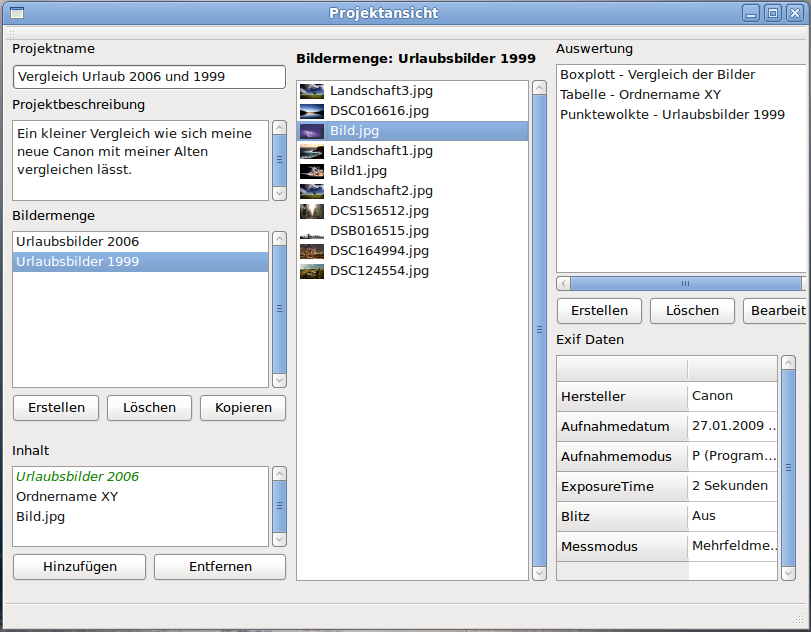 Projektansicht
Projektname
Vergleich Urlaub 2006 und 1999
Projektbeschreibung
Ein kleiner Vergleich wie sich meine
neue Canon mit meiner Alten
vergleichen lässt.
Bildermenge
Urlaubsbilder 2006
Urlaubsbilder 1999
Erstellen Löschen Kopieren
Inhalt
Urlaubsbilder 2006
Ordnername XY
Bild.jpg
Hinzufügen Entfernen
Bildermenge: Urlaubsbilder 1999
Landschaft3.jpg
DSC016616.jpg
Bild.jpg
Landschaft1.jpg
Bild1.jpg
Landschaft2.jpg
DCS156512.jpg
DSB016515.jpg
DSC164994.jpg
DSC124554.jpg
Auswertung
Boxplott - Vergleich der Bilder
Tabelle - Ordnername XY
Punktewolkte - Urlaubsbilder 1999
Erstellen Löschen Bearbeit
Exif Daten
Hersteller Canon
Aufnahmedatum 27.01.2009 ..
Aufnahmemodus P (Program...
ExposureTime 2 Sekunden
Blitz Aus
Messmodus Mehrfeldme...